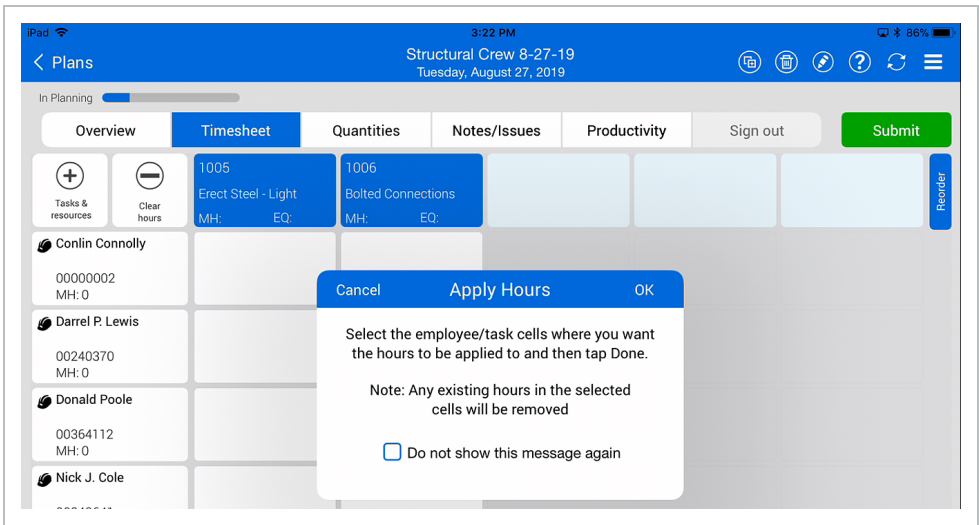 iPad
3:22 PM
86%
Plans
Structural Crew 8-27-19
Tuesday, August 27, 2019
In Planning
Overview
Timesheet
Quantities
Notes/Issues
Productivity
Sign out
Submit
Tasks &
resources
Clear
hours
1005
Erect Steel - Light
MH: EQ:
1006
Bolted Connections
MH: EQ:
Reorder
Conlin Connolly
00000002
MH: 0
Darrel P. Lewis
00240370
MH: 0
Donald Poole
00364112
MH: 0
Nick J. Cole
Cancel
Apply Hours
OK
Select the employee/task cells where you want
the hours to be applied to and then tap Done.
Note: Any existing hours in the selected
cells will be removed
Do not show this message again